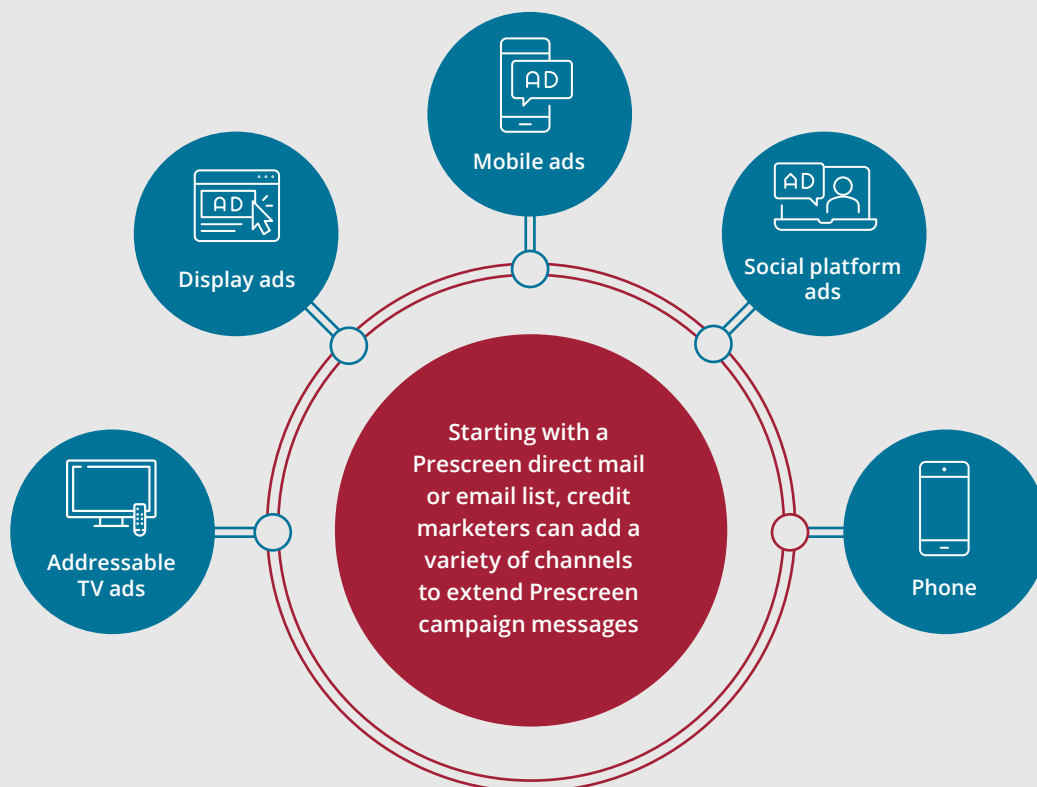 AD
Mobile ads
AD
Display ads
AD
Social platform
ads
Addressable
TV ads
Starting with a
Prescreen direct mail
or email list, credit
marketers can add a
variety of channels
to extend Prescreen
campaign messages
Phone